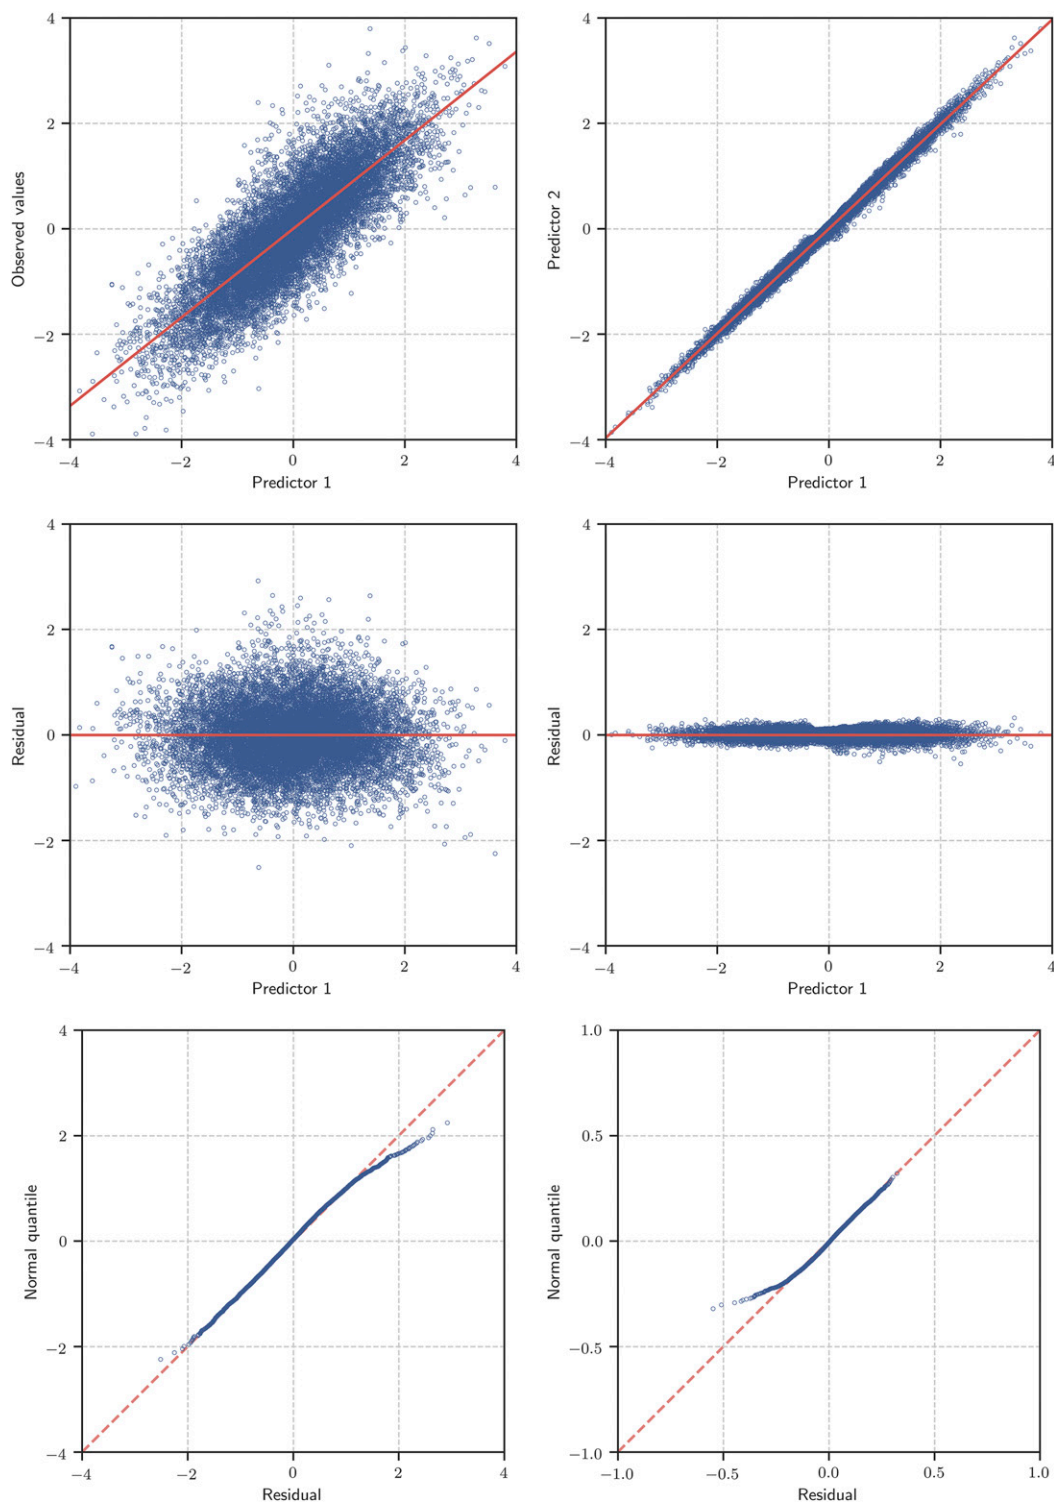 4
2
0
−2
−4
Observed values
−4 −2 0 2 4
Predictor 1
4
2
0
−2
−4
Predictor 2
−4 −2 0 2 4
Predictor 1
4
2
0
−2
−4
Residual
−4 −2 0 2 4
Predictor 1
4
2
0
−2
−4
Residual
−4 −2 0 2 4
Predictor 1
4
2
0
−2
−4
Normal quantile
−4 −2 0 2 4
Residual
1.0
0.5
0.0
−0.5
−1.0
Normal quantile
−1.0 −0.5 0.0 0.5 1.0
Residual